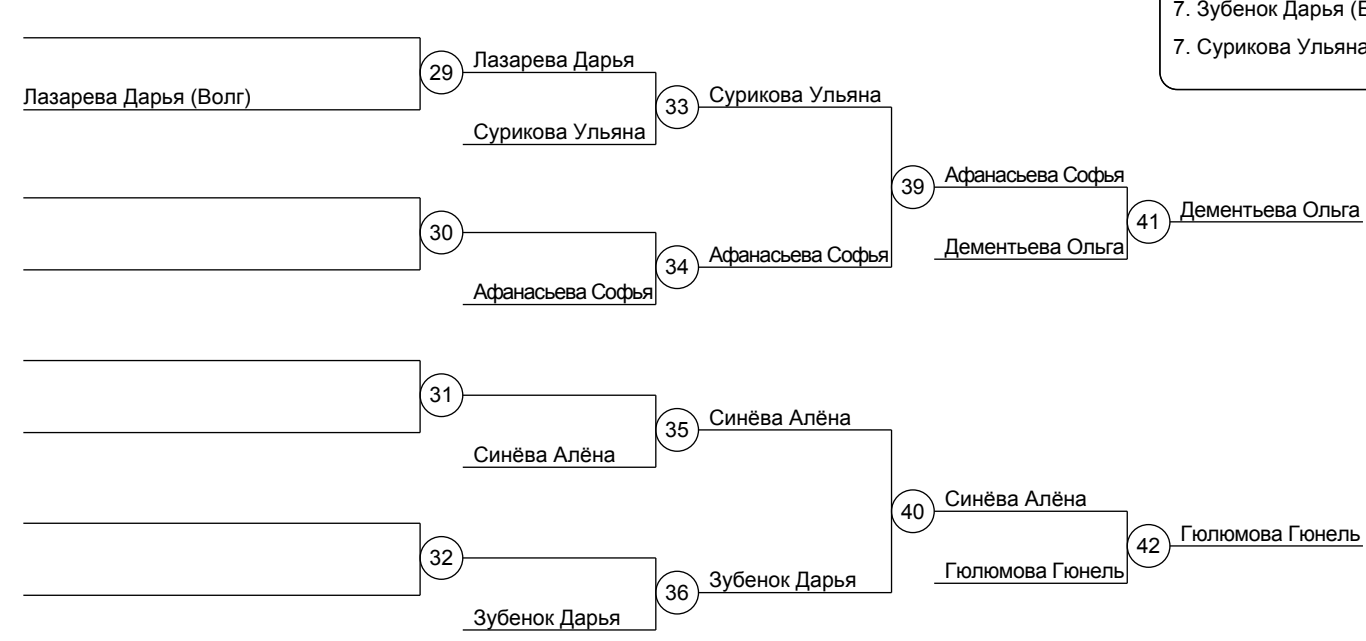 7. Зубенок Дарья (
7. Сурикова Ульяна
Лазарева Дарья (Волг)
29
Лазарева Дарья
Сурикова Ульяна
33
Сурикова Ульяна
30
Афанасьева Софья
34
Афанасьева Софья
39
Афанасьева Софья
Дементьева Ольга
41
Дементьева Ольга
31
Синёва Алёна
35
Синёва Алёна
32
Зубенок Дарья
36
Зубенок Дарья
40
Синёва Алёна
Гюлюмова Гюнель
42
Гюлюмова Гюнель